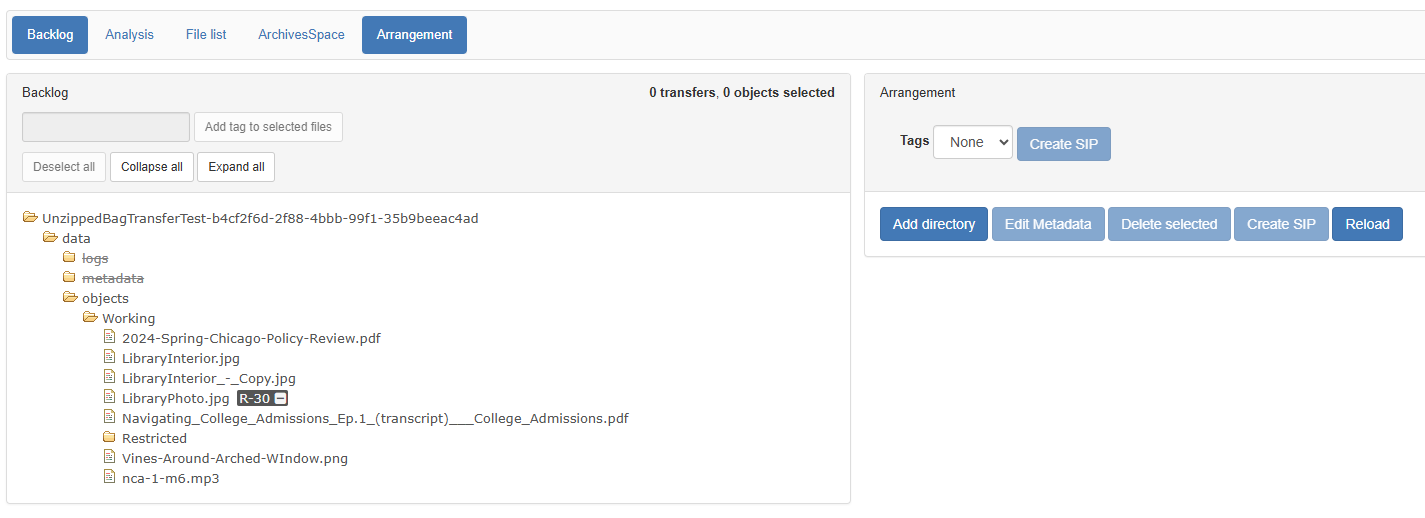 Backlog Analysis File list ArchivesSpace Arrangement
Backlog 0 transfers, 0 objects selected
Add tag to selected files
Deselect all Collapse all Expand all
UnzippedBagTransferTest-b4cf2f6d-2f88-4bbb-99f1-35b9beeac4ad
data
logs
metadata
objects
Working
2024-Spring-Chicago-Policy-Review.pdf
LibraryInterior.jpg
LibraryInterior_-_Copy.jpg
LibraryPhoto.jpg R-30
Navigating_College_Admissions_Ep.1_(transcript)___College_Admissions.pdf
Restricted
Vines-Around-Arched-WIndow.png
nca-1-m6.mp3
Arrangement
Tags None Create SIP
Add directory Edit Metadata Delete selected Create SIP Reload